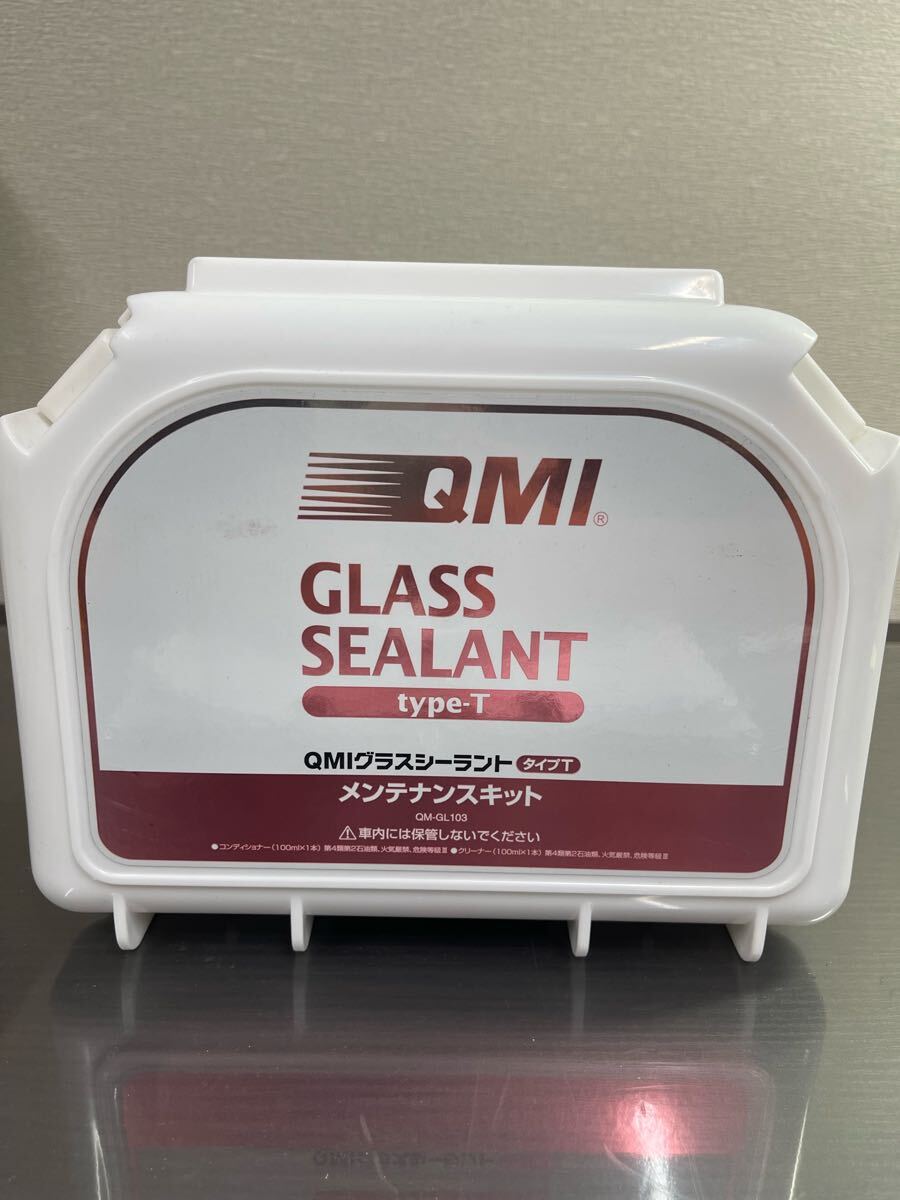 QMI®
GLASS
SEALANT
type-T
QMIグラスシーラント タイプT
メンテナンスキット
QM-GL103
⚠車内には保管しないでください
●コンディショナー(100ml×1本) 第4類第2石油類、火気厳禁、危険等級Ⅲ ●クリーナー(100ml×1本) 第4類第2石油類、火気厳禁、危険等級Ⅲ